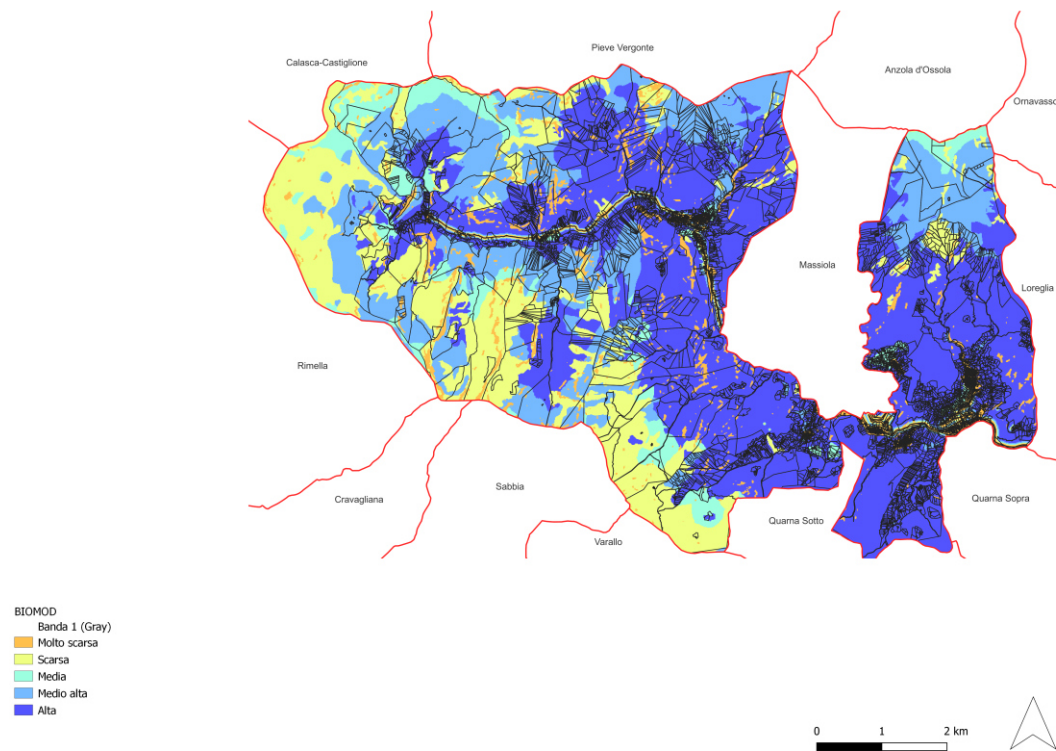 Pieve Vergonte
Calasca-Castiglione
Anzola d'Ossola
Ornavasso
Massiola
Loreglia
Rimella
Cravagliana
Sabbia
Quarna Sopra
Quarna Sotto
Varallo
BIOMOD
Banda 1 (Gray)
Molto scarsa
Scarsa
Media
Medio alta
Alta
0 1 2 km